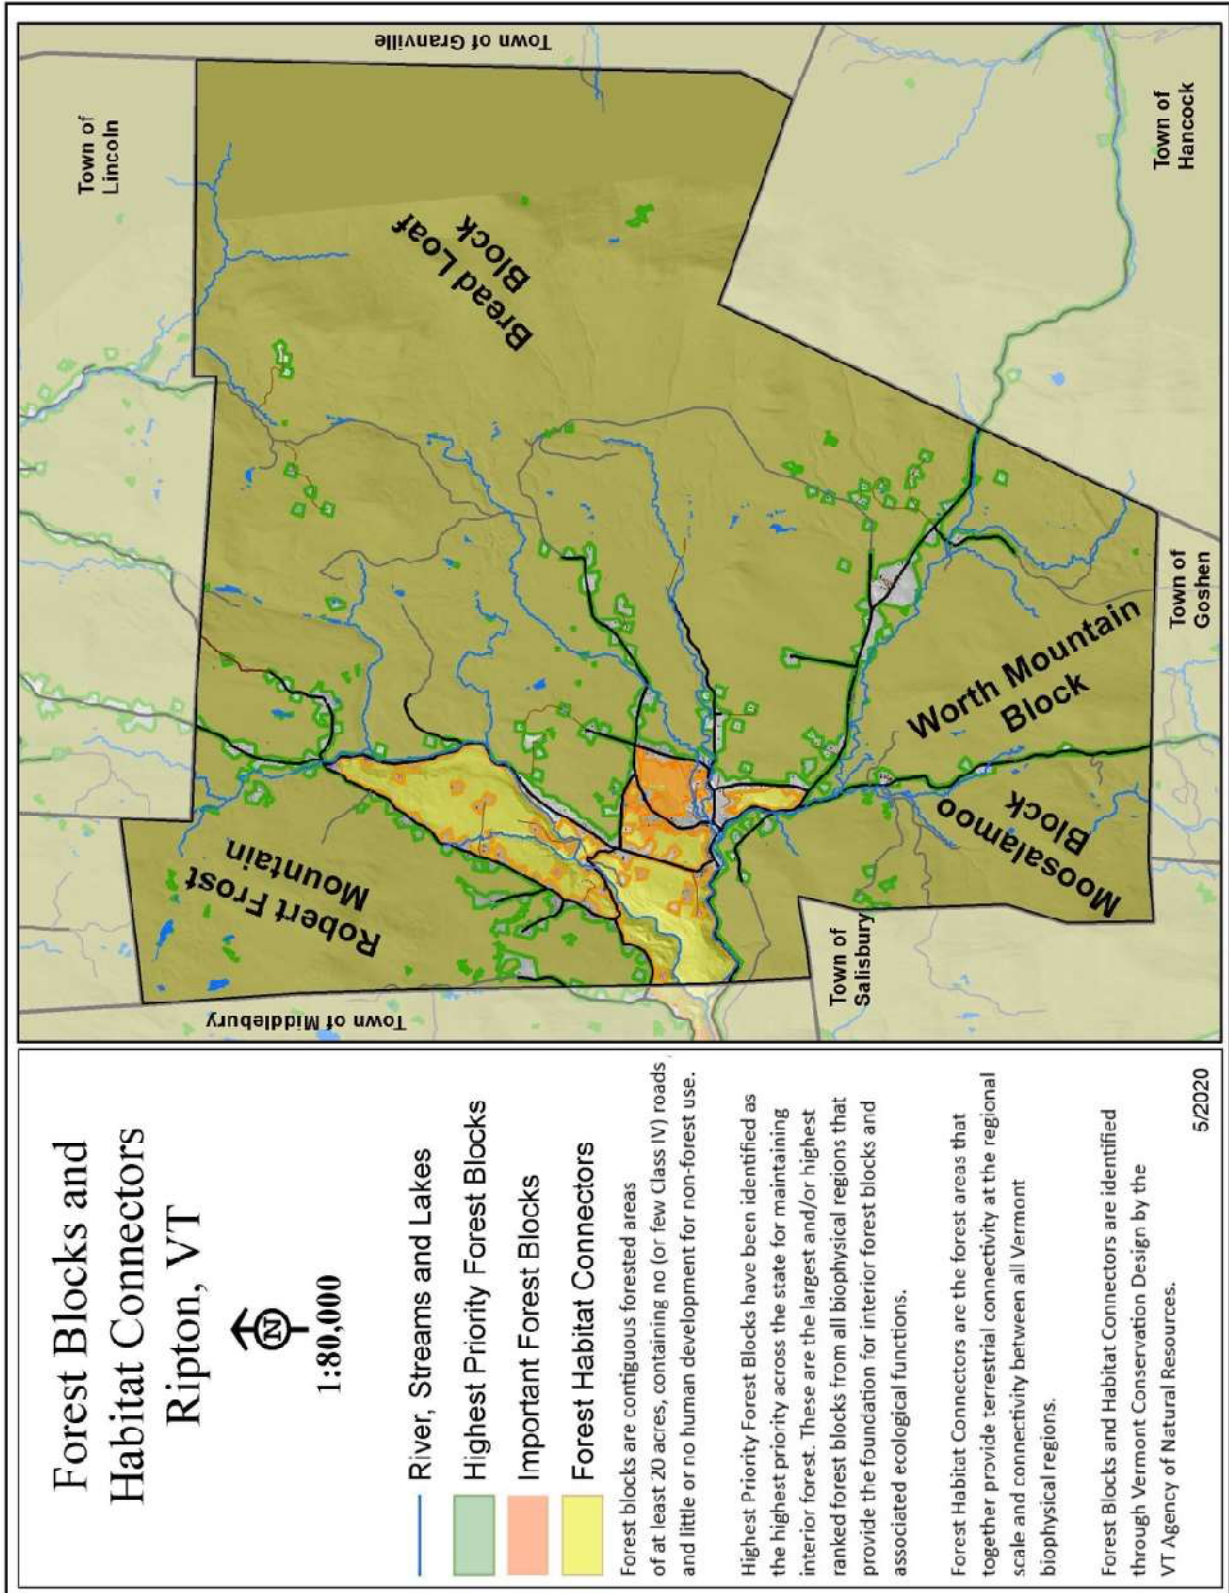 Forest Blocks and
Habitat Connectors
Ripton, VT
N
1:80,000
River, Streams and Lakes
Highest Priority Forest Blocks
Important Forest Blocks
Forest Habitat Connectors
Forest blocks are contiguous forested areas
of at least 20 acres, containing no (or few Class IV) roads
and little or no human development for non-forest use.
Highest Priority Forest Blocks have been identified as
the highest priority across the state for maintaining
interior forest. These are the largest and/or highest
ranked forest blocks from all biophysical regions that
provide the foundation for interior forest blocks and
associated ecological functions.
Forest Habitat Connectors are the forest areas that
together provide terrestrial connectivity at the regional
scale and connectivity between all Vermont
biophysical regions.
Forest Blocks and Habitat Connectors are identified
through Vermont Conservation Design by the
VT Agency of Natural Resources.
5/2020
Town of
Lincoln
Town of Granville
Town of
Hancock
Bread Loaf
Block
Robert Frost
Mountain
Town of Middlebury
Worth Mountain
Block
Moosalamoo
Block
Town of
Salisbury
Town of
Goshen